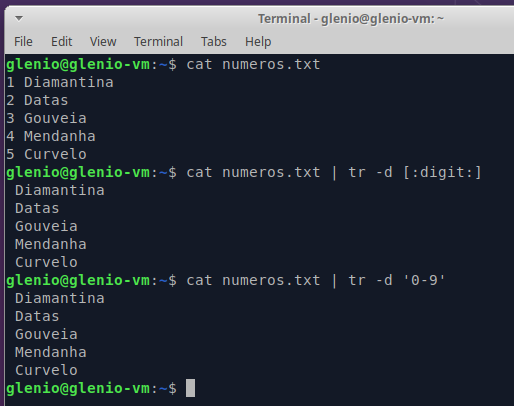 Terminal - glenio@glenio-vm: ~
File Edit View Terminal Tabs Help
glenio@glenio-vm:~$ cat numeros.txt
1 Diamantina
2 Datas
3 Gouveia
4 Mendanha
5 Curvelo
glenio@glenio-vm:~$ cat numeros.txt | tr -d [:digit:]
 Diamantina
 Datas
 Gouveia
 Mendanha
 Curvelo
glenio@glenio-vm:~$ cat numeros.txt | tr -d '0-9'
 Diamantina
 Datas
 Gouveia
 Mendanha
 Curvelo
glenio@glenio-vm:~$